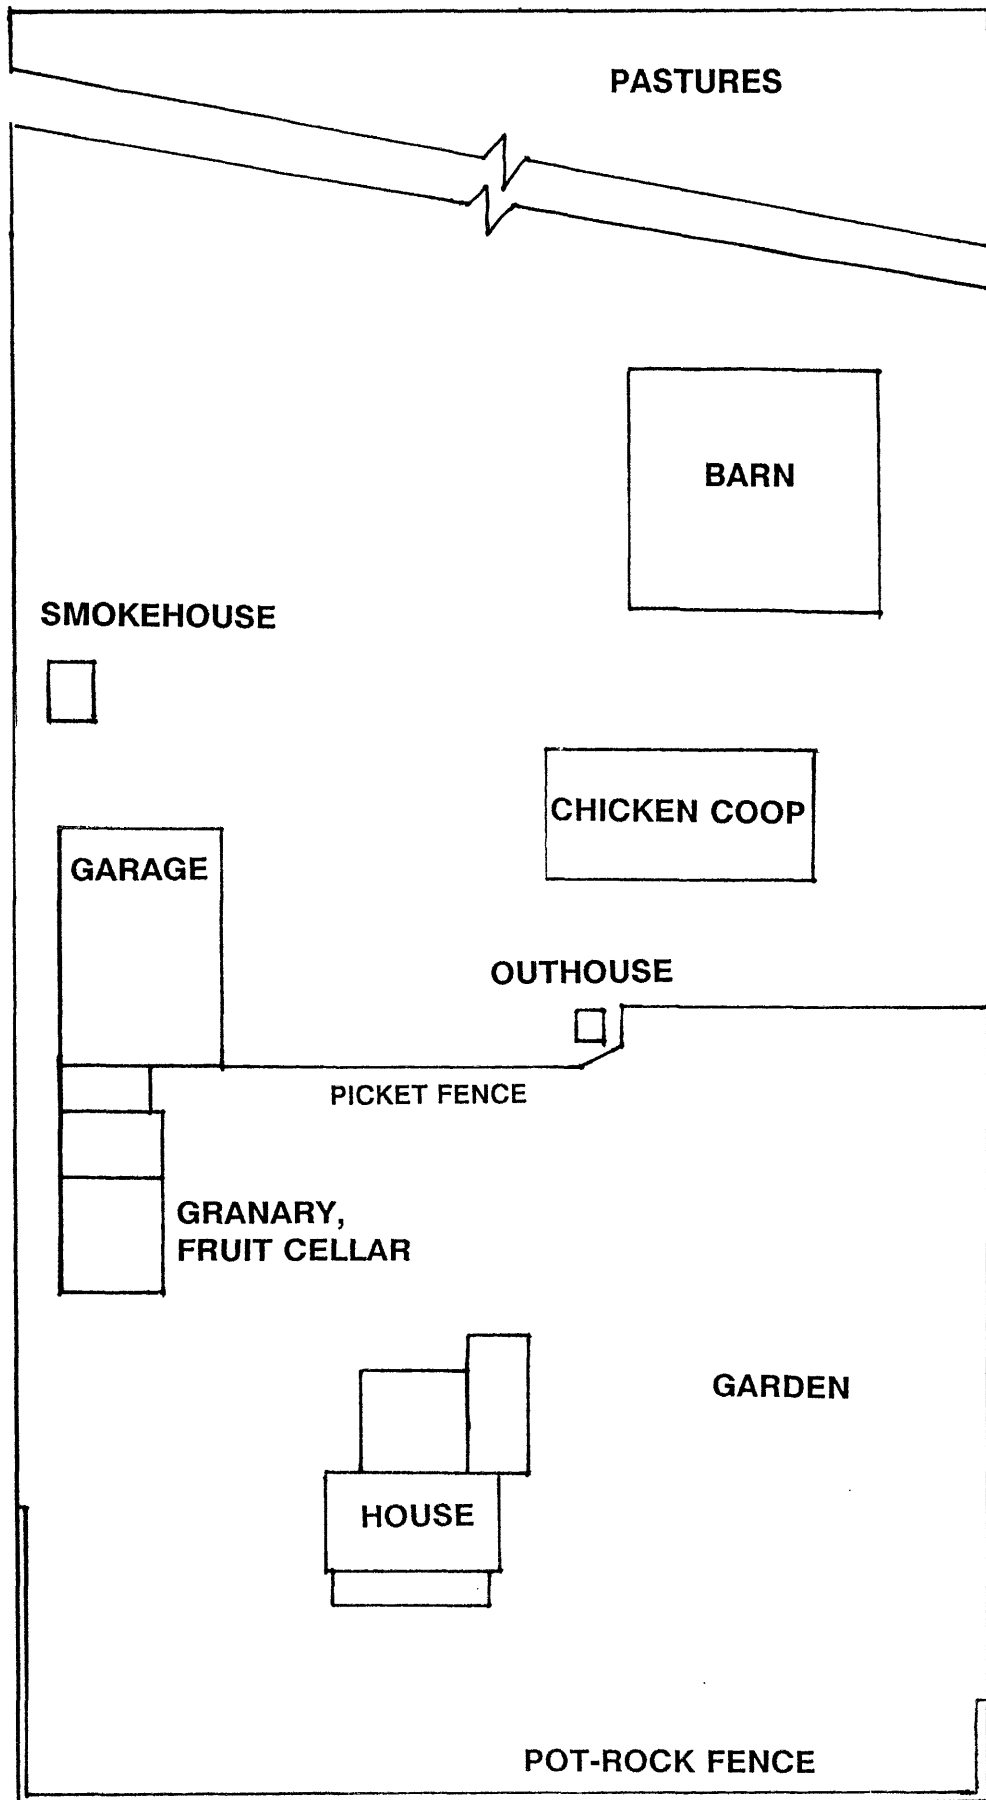 PASTURES
BARN
SMOKEHOUSE
CHICKEN COOP
GARAGE
OUTHOUSE
PICKET FENCE
GRANARY,
FRUIT CELLAR
GARDEN
HOUSE
POT-ROCK FENCE